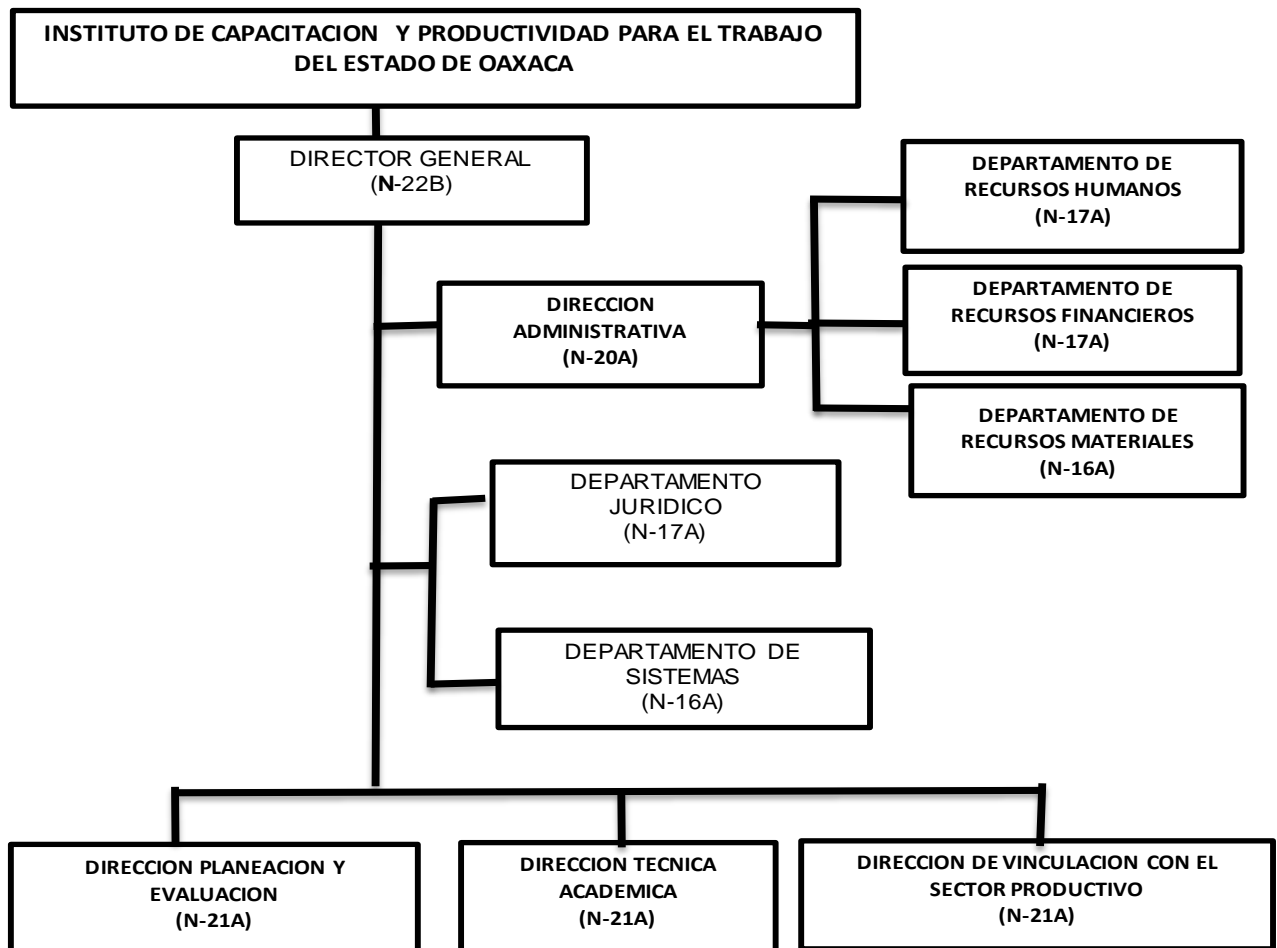 INSTITUTO DE CAPACITACION Y PRODUCTIVIDAD PARA EL TRABAJO
DEL ESTADO DE OAXACA
DIRECTOR GENERAL
(N-22B)
DEPARTAMENTO DE
RECURSOS HUMANOS
(N-17A)
DIRECCION
ADMINISTRATIVA
(N-20A)
DEPARTAMENTO DE
RECURSOS FINANCIEROS
(N-17A)
DEPARTAMENTO DE
RECURSOS MATERIALES
(N-16A)
DEPARTAMENTO
JURIDICO
(N-17A)
DEPARTAMENTO DE
SISTEMAS
(N-16A)
DIRECCION PLANEACION Y
EVALUACION
(N-21A)
DIRECCION TECNICA
ACADEMICA
(N-21A)
DIRECCION DE VINCULACION CON EL
SECTOR PRODUCTIVO
(N-21A)